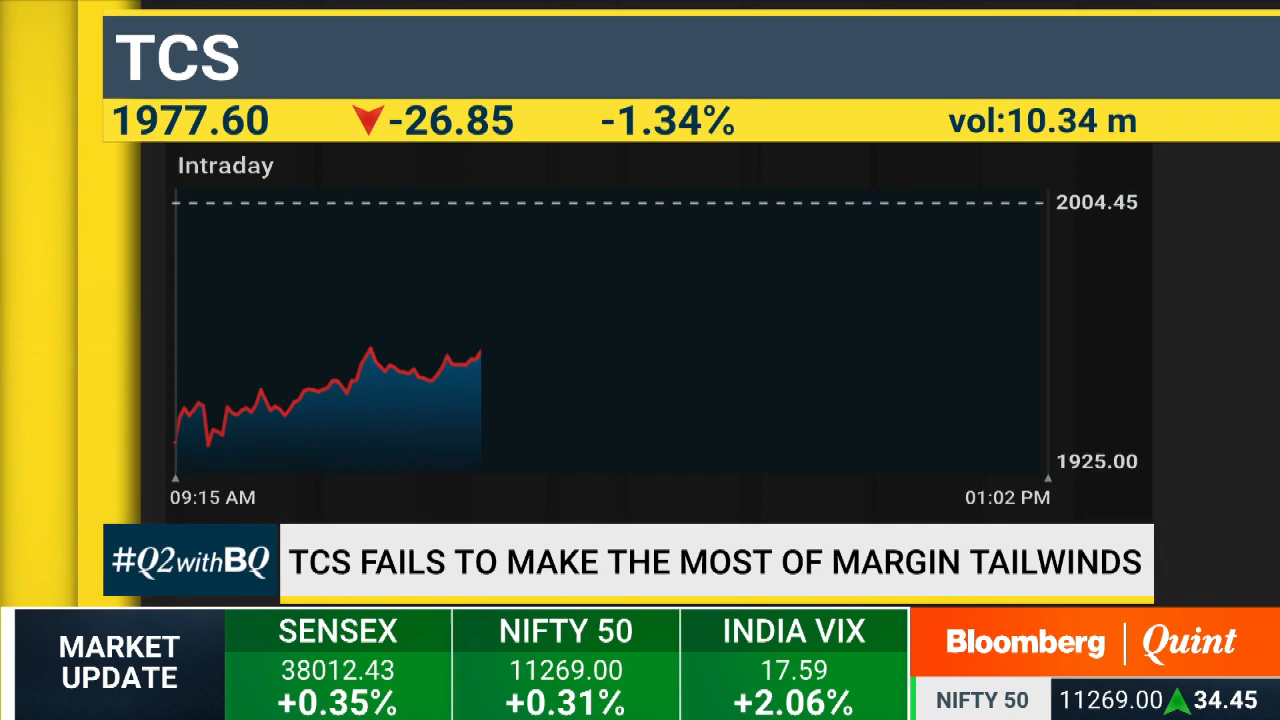 TCS
1977.60 -26.85 -1.34% vol:10.34 m
Intraday
2004.45
1925.00
09:15 AM 01:02 PM
#Q2withBQ TCS FAILS TO MAKE THE MOST OF MARGIN TAILWINDS
MARKET UPDATE
SENSEX
38012.43
+0.35%
NIFTY 50
11269.00
+0.31%
INDIA VIX
17.59
+2.06%
Bloomberg | Quint
NIFTY 50 11269.00 34.45